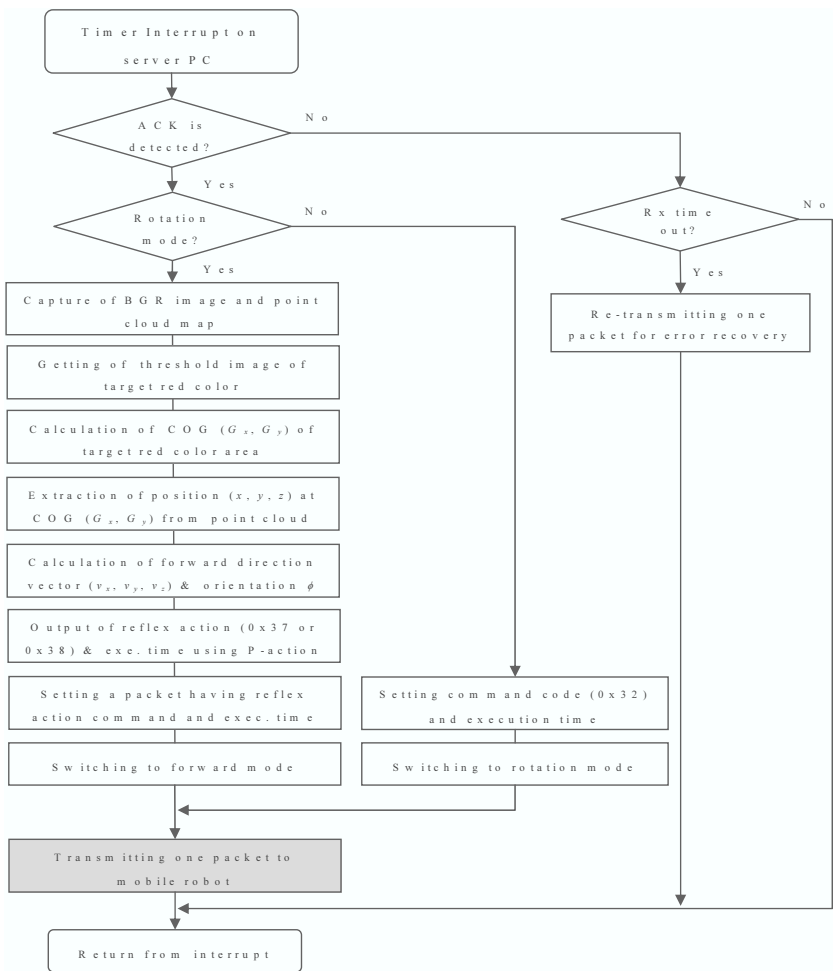 Timer Interrupt on
server PC
ACK is
detected?
No
Yes
Rotation
mode?
No
Rx time
out?
No
Yes
Yes
Capture of BGR image and point
cloud map
Re-transmitting one
packet for error recovery
Getting of threshold image of
target red color
Calculation of COG (Gx, Gy) of
target red color area
Extraction of position (x, y, z) at
COG (Gx, Gy) from point cloud
Calculation of forward direction
vector (vx, vy, vz) & orientation ϕ
Output of reflex action (0x37 or
0x38) & exe. time using P-action
Setting a packet having reflex
action command and exec. time
Setting command code (0x32)
and execution time
Switching to forward mode
Switching to rotation mode
Transmitting one packet to
mobile robot
Return from interrupt